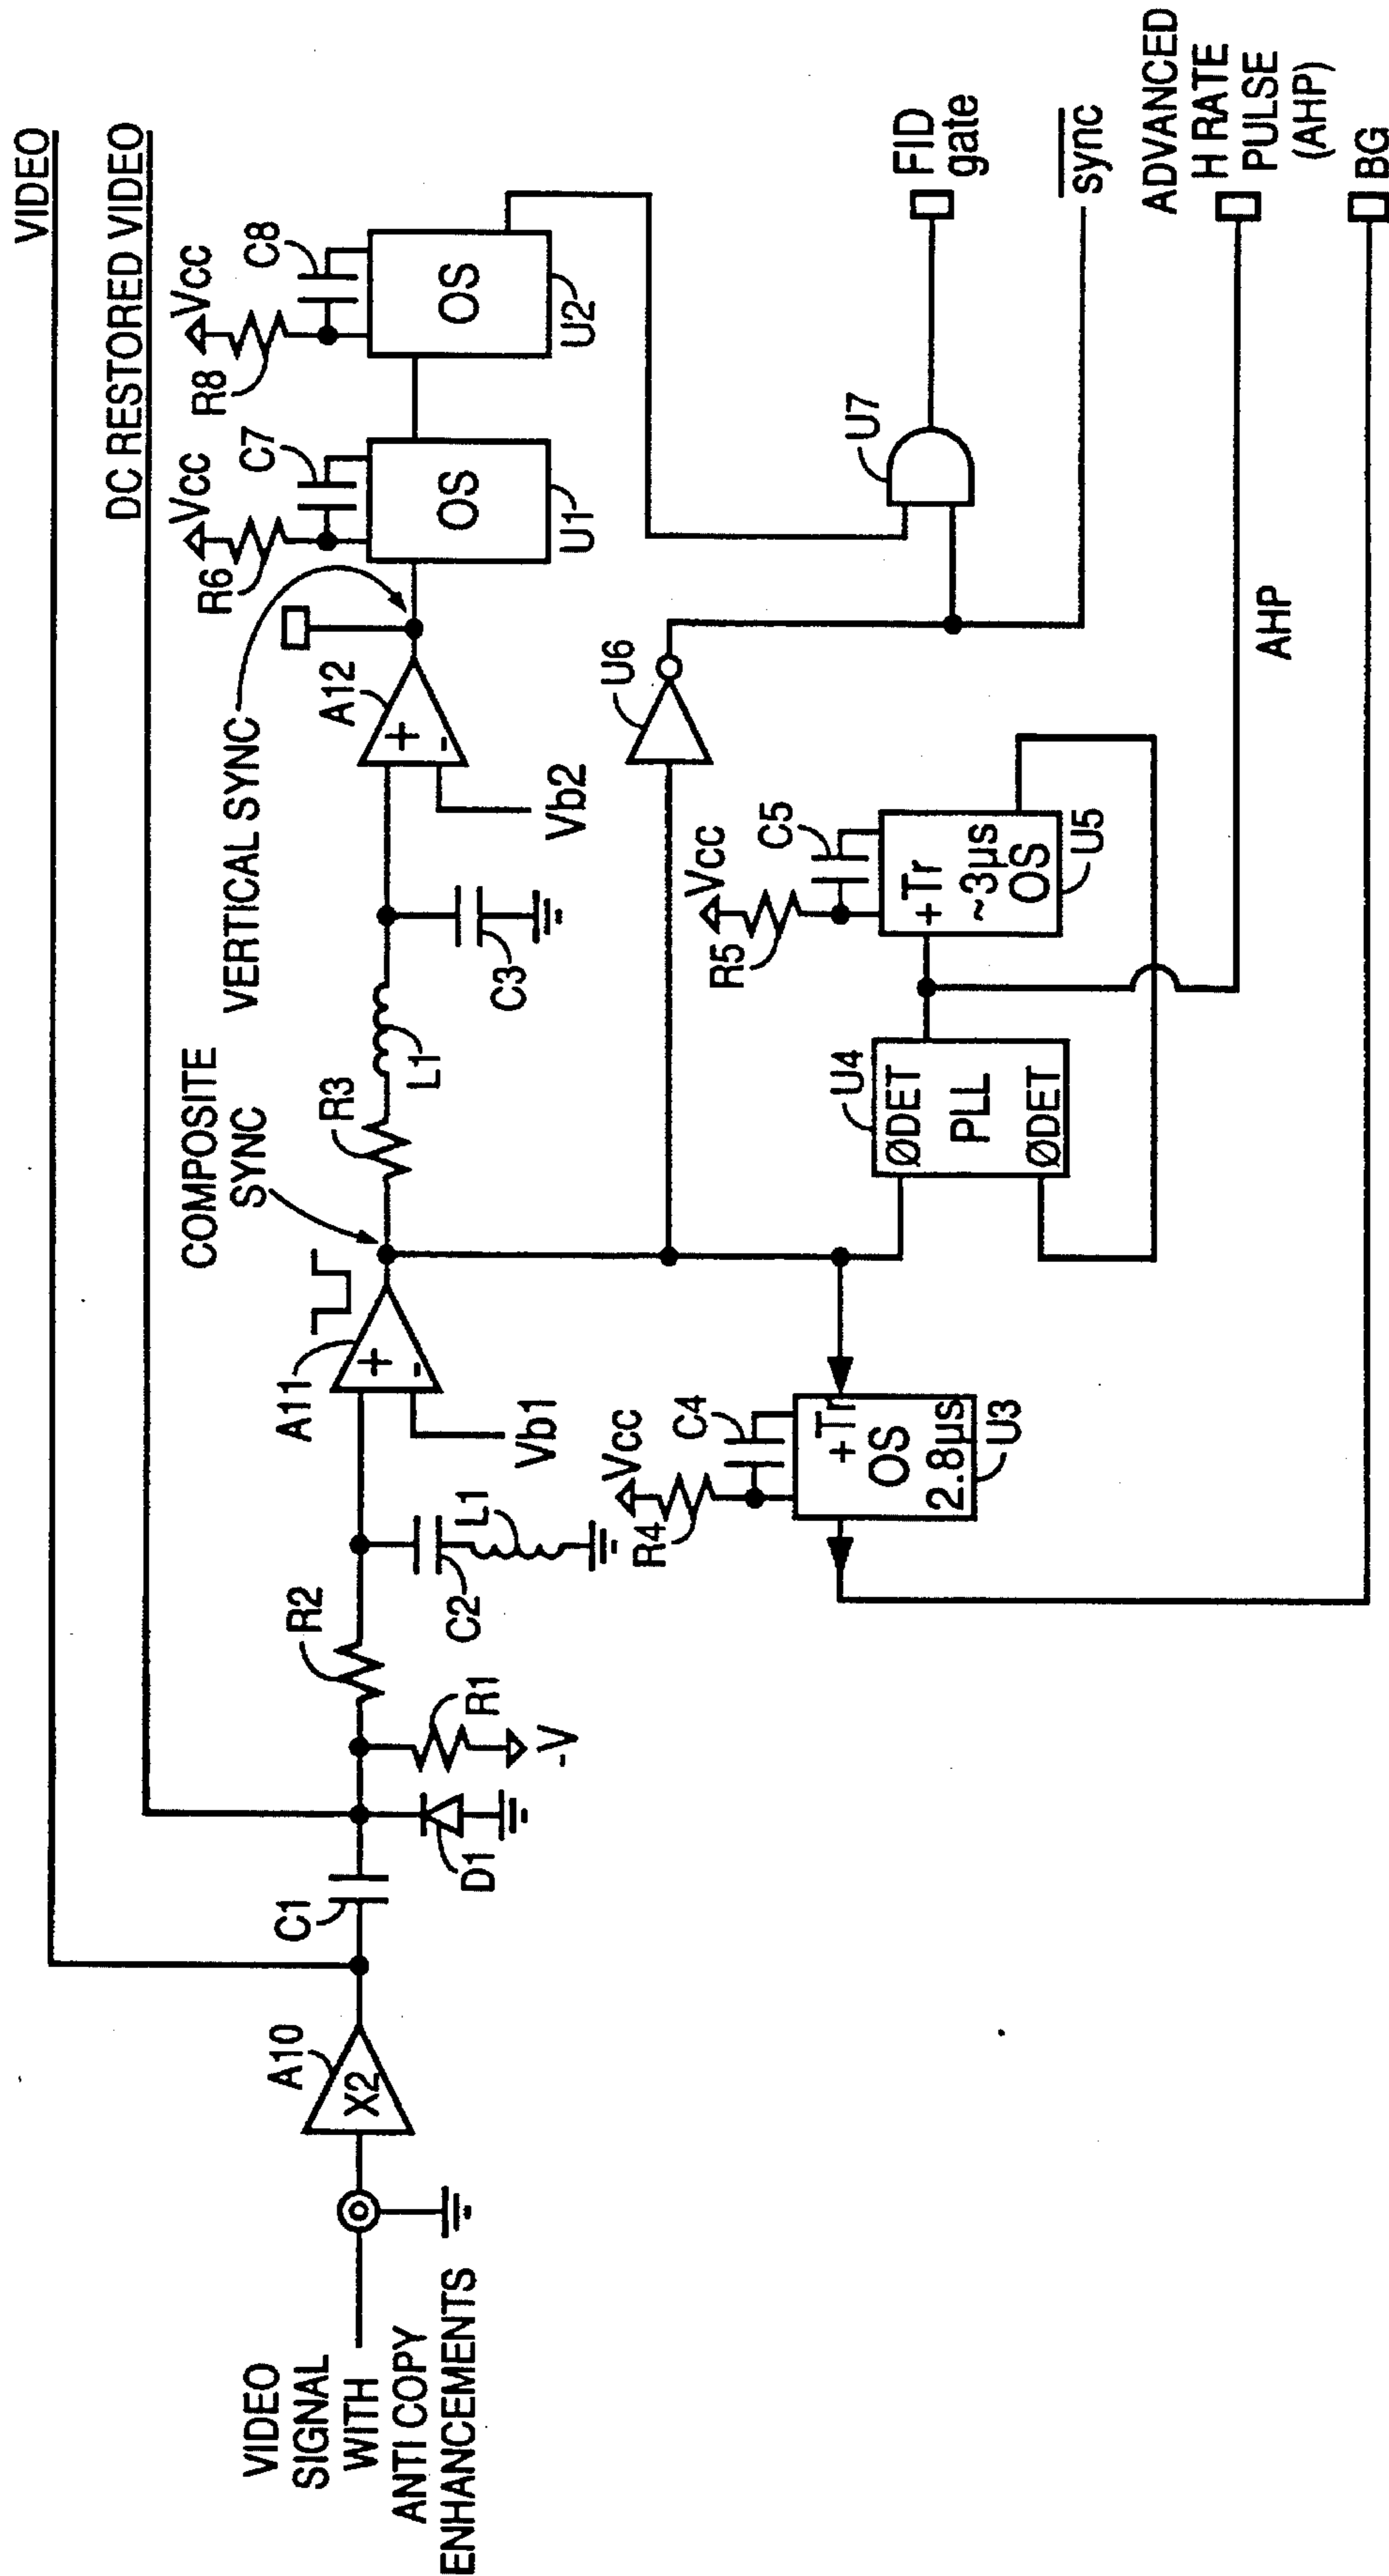 VIDEO
DC RESTORED VIDEO
VIDEO
SIGNAL
WITH
ANTI COPY
ENHANCEMENTS
A10
X2
C1
D1
R1
-V
R2
C2
L1
A11
+
-
Vb1
COMPOSITE
SYNC
R3
L1
C3
VERTICAL SYNC
A12
+
-
Vb2
R6
Vcc
C7
OS
U1
R8
Vcc
C8
OS
U2
U6
U7
FID
gate
sync
R4
Vcc
C4
+Tr
OS
2.8µs
U3
U4
ØDET
PLL
ØDET
R5
Vcc
C5
+Tr
~3µs
OS
U5
AHP
ADVANCED
H RATE
PULSE
(AHP)
BG